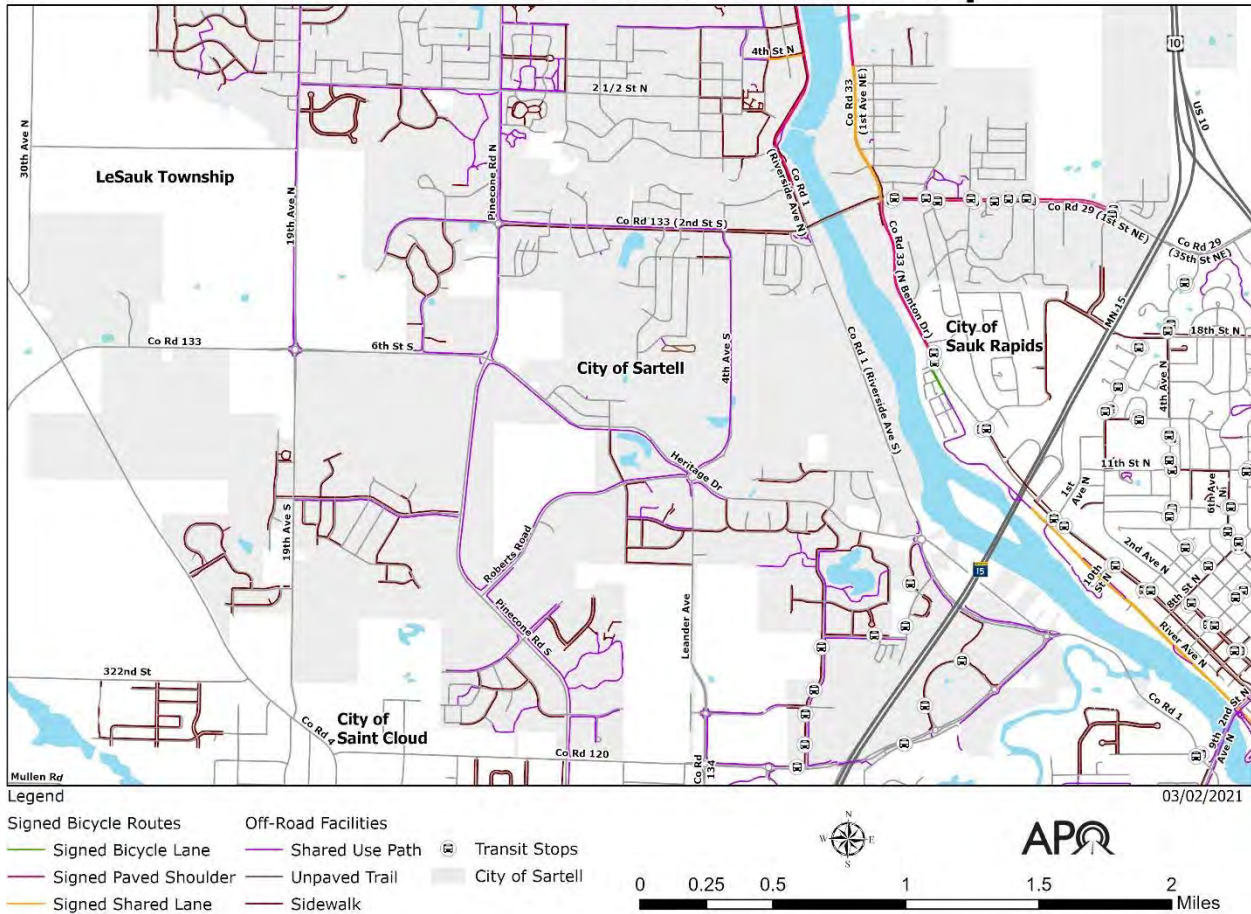 4th St N
10
US 10
2 1/2 St N
Co Rd 33
(1st Ave NE)
30th Ave N
LeSauk Township
19th Ave N
Pinecone Rd N
Co Rd 1
(Riverside Ave N)
Co Rd 133 (2nd St S)
Co Rd 29 (1st St NE)
Co Rd 29
(35th St NE)
Co Rd 33 (N Benton Dr)
MN 15
City of
Sauk Rapids
18th St N
Co Rd 133
6th St S
City of Sartell
4th Ave S
Co Rd 1 (Riverside Ave S)
4th Ave N
Heritage Dr
11th St N
1st
Ave N
6th Ave
N
19th Ave S
Roberts Road
15
2nd Ave N
10th
St N
8th St N
Pinecone Rd S
Leander Ave
River Ave N
322nd St
City of
Saint Cloud
Co Rd 4
Co Rd 120
Co Rd
134
Co Rd 1
2nd St N
9th
Ave N
Mullen Rd
03/02/2021
Legend
Signed Bicycle Routes
Signed Bicycle Lane
Signed Paved Shoulder
Signed Shared Lane
Off-Road Facilities
Shared Use Path
Unpaved Trail
Sidewalk
Transit Stops
City of Sartell
N
W E
S
APO
0 0.25 0.5 1 1.5 2
Miles